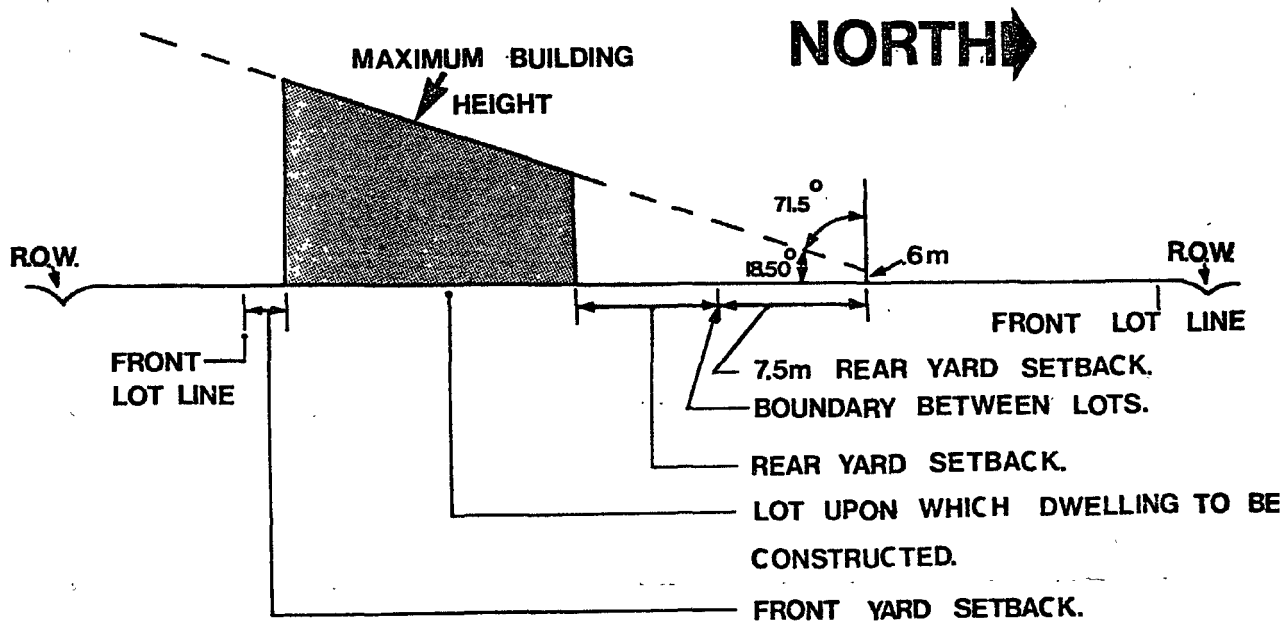 NORTH
MAXIMUM BUILDING
HEIGHT
71.5°
18.50°
.6m
R.O.W.
R.O.W.
FRONT LOT LINE
FRONT
LOT LINE
7.5m REAR YARD SETBACK.
BOUNDARY BETWEEN LOTS.
REAR YARD SETBACK.
LOT UPON WHICH DWELLING TO BE
CONSTRUCTED.
FRONT YARD SETBACK.